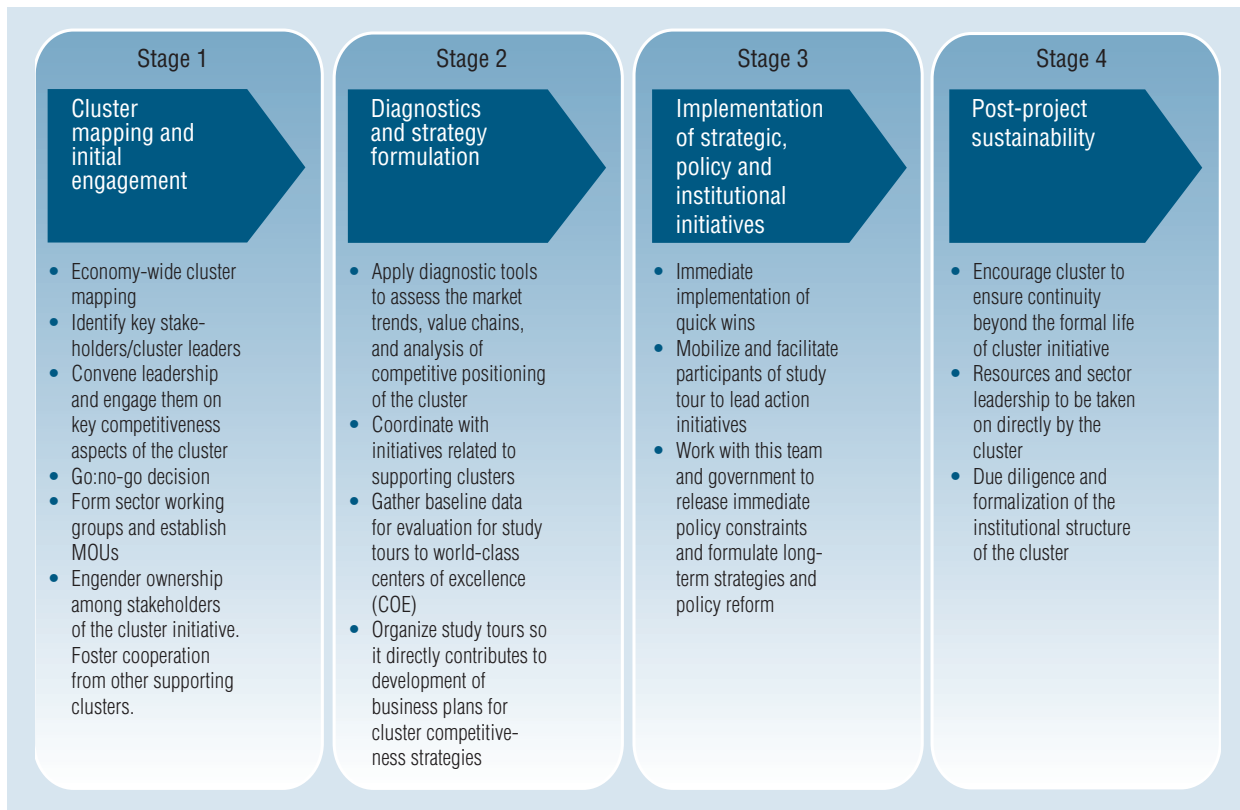 Stage 1
Cluster
mapping and
initial
engagement
• Economy-wide cluster
mapping
• Identify key stake-
holders/cluster leaders
• Convene leadership
and engage them on
key competitiveness
aspects of the cluster
• Go:no-go decision
• Form sector working
groups and establish
MOUs
• Engender ownership
among stakeholders
of the cluster initiative.
Foster cooperation
from other supporting
clusters.
Stage 2
Diagnostics
and strategy
formulation
• Apply diagnostic tools
to assess the market
trends, value chains,
and analysis of
competitive positioning
of the cluster
• Coordinate with
initiatives related to
supporting clusters
• Gather baseline data
for evaluation for study
tours to world-class
centers of excellence
(COE)
• Organize study tours so
it directly contributes to
development of
business plans for
cluster competitive-
ness strategies
Stage 3
Implementation
of strategic,
policy and
institutional
initiatives
• Immediate
implementation of
quick wins
• Mobilize and facilitate
participants of study
tour to lead action
initiatives
• Work with this team
and government to
release immediate
policy constraints
and formulate long-
term strategies and
policy reform
Stage 4
Post-project
sustainability
• Encourage cluster to
ensure continuity
beyond the formal life
of cluster initiative
• Resources and sector
leadership to be taken
on directly by the
cluster
• Due diligence and
formalization of the
institutional structure
of the cluster